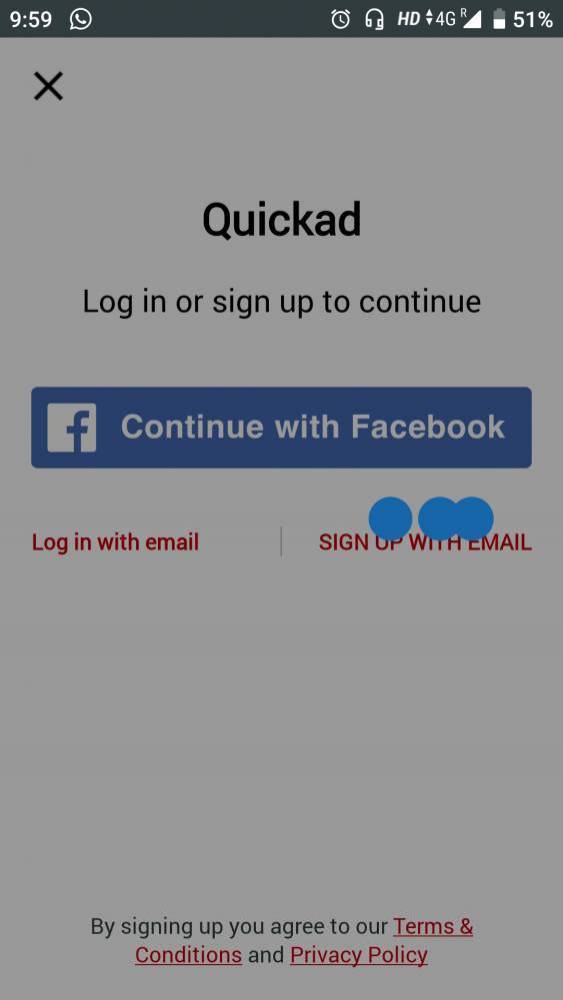 9:59 HD 4G R 51%
Quickad
Log in or sign up to continue
f Continue with Facebook
Log in with email
SIGN UP WITH EMAIL
By signing up you agree to our Terms &
Conditions and Privacy Policy